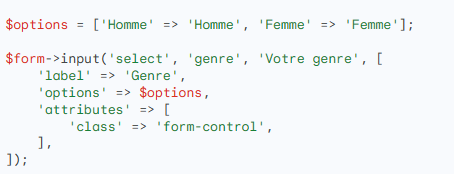 $options = ['Homme' => 'Homme', 'Femme' => 'Femme'];

$form->input('select', 'genre', 'Votre genre', [
    'label' => 'Genre',
    'options' => $options,
    'attributes' => [
        'class' => 'form-control',
    ],
]);